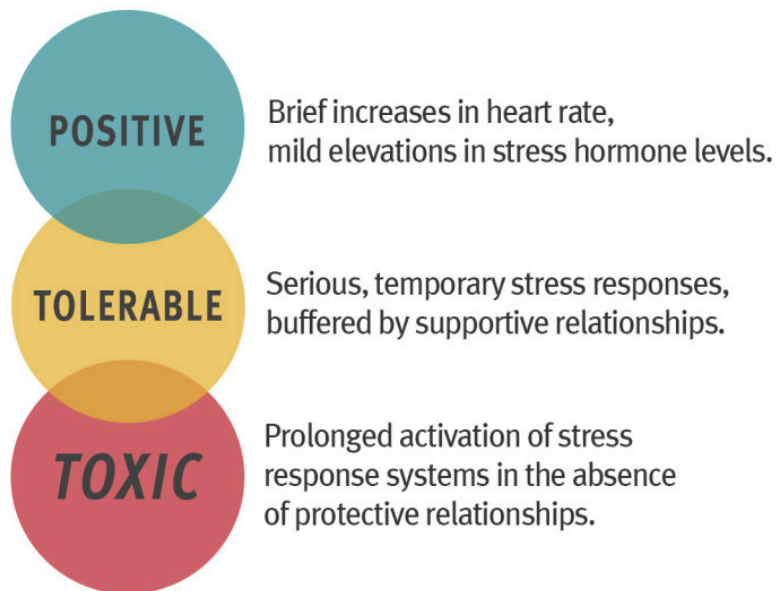 POSITIVE
Brief increases in heart rate,
mild elevations in stress hormone levels.
TOLERABLE
Serious, temporary stress responses,
buffered by supportive relationships.
TOXIC
Prolonged activation of stress
response systems in the absence
of protective relationships.